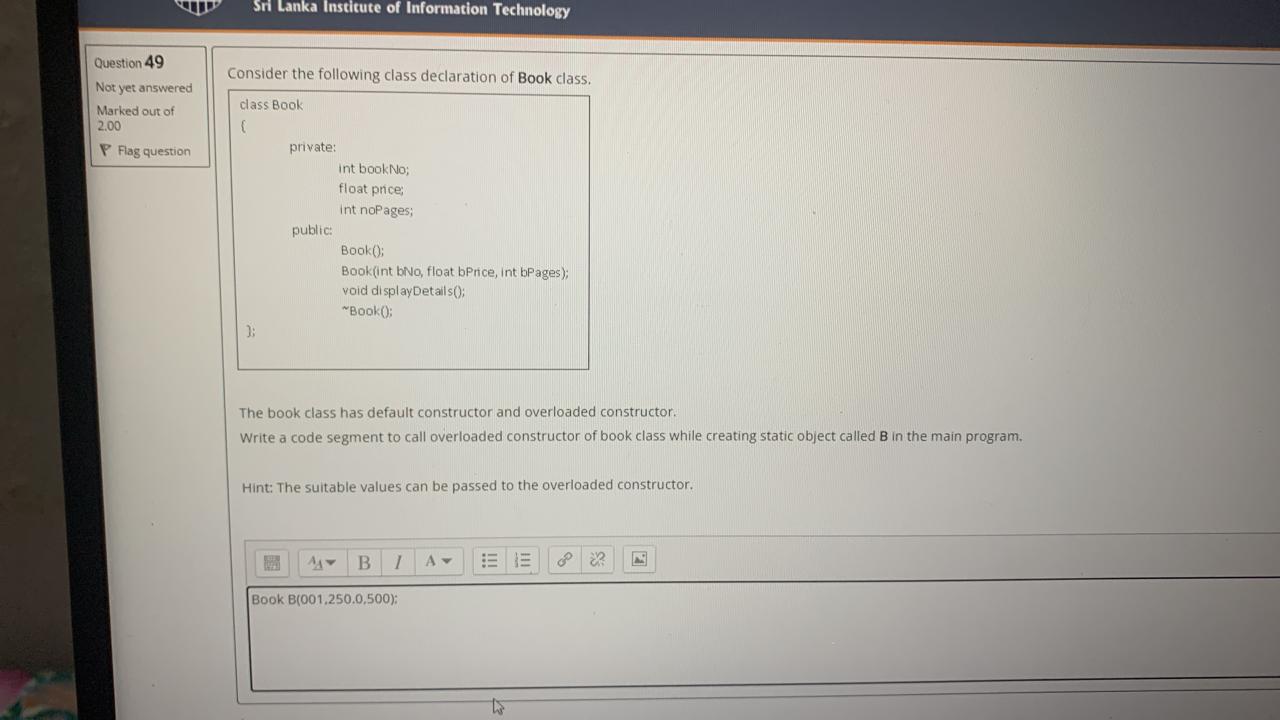 Sri Lanka Institute of Information Technology
Question 49
Not yet answered
Marked out of
2.00
Flag question
Consider the following class declaration of Book class.
class Book
{
private:
int bookNo;
float price;
int noPages;
public:
Book();
Book(int bNo, float bPrice, int bPages);
void displayDetails();
~Book();
};
The book class has default constructor and overloaded constructor.
Write a code segment to call overloaded constructor of book class while creating static object called B in the main program.
Hint: The suitable values can be passed to the overloaded constructor.
B I A
Book B(001,250.0,500);